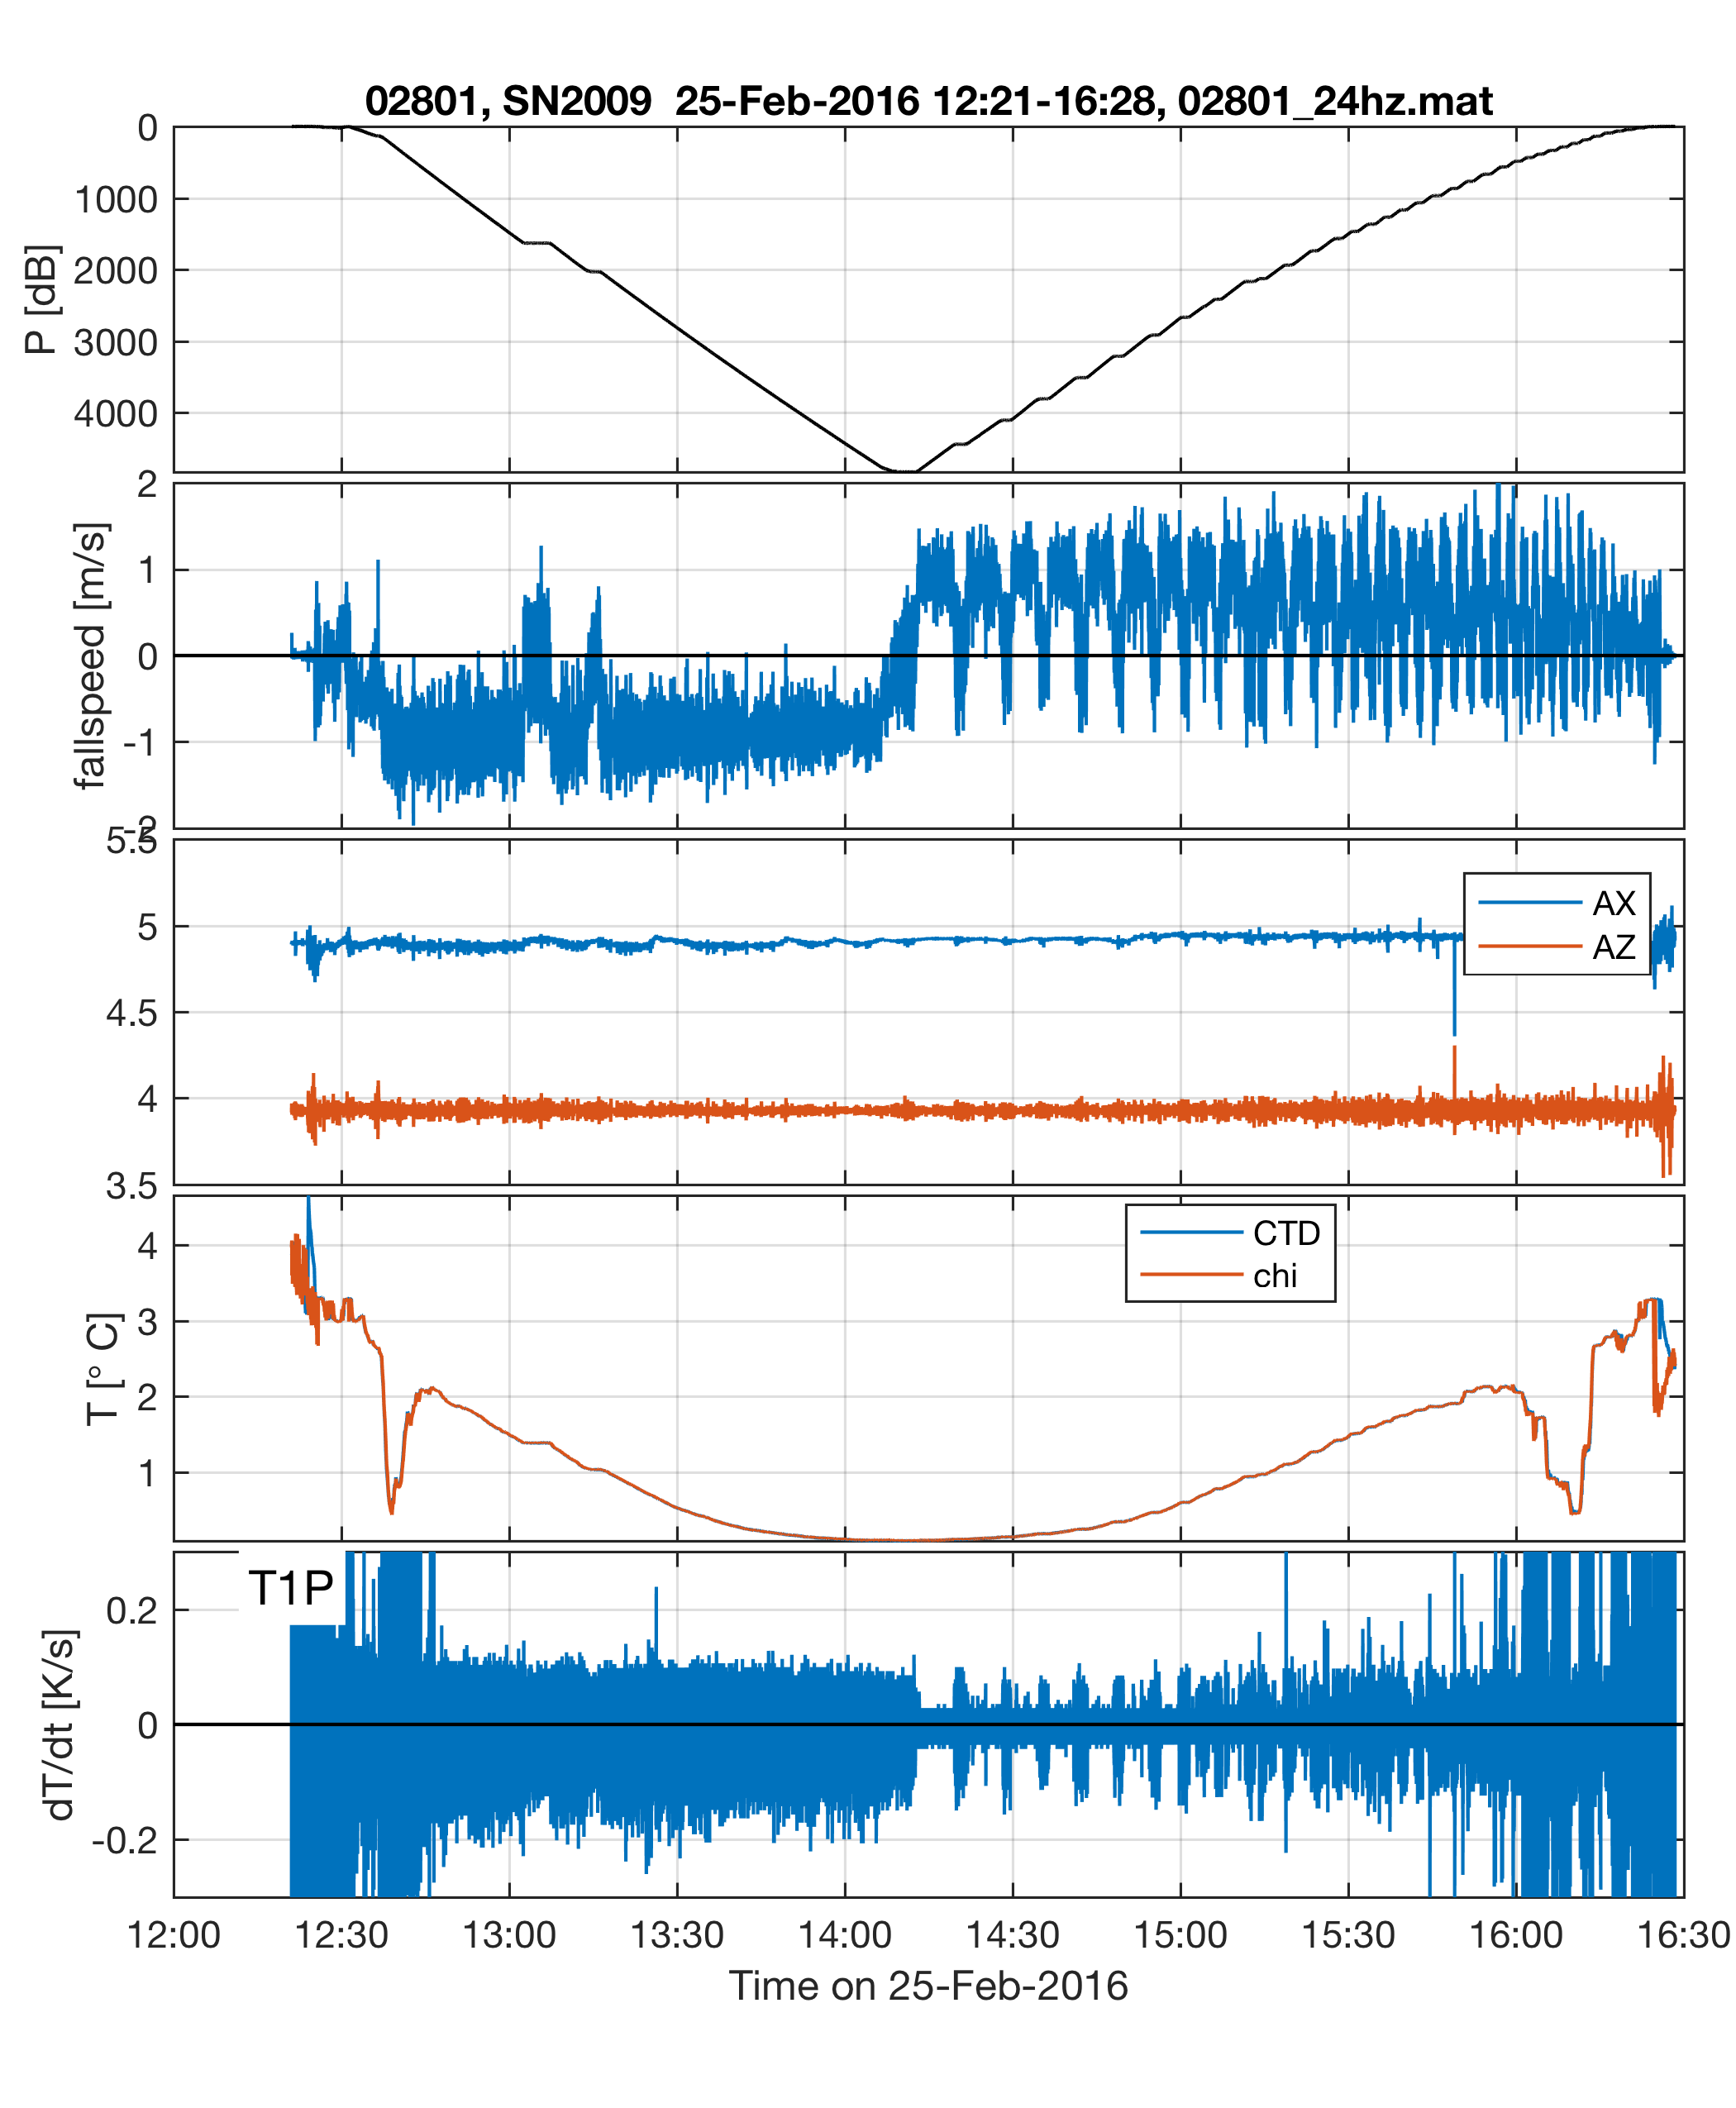 02801, SN2009  25-Feb-2016 12:21-16:28, 02801_24hz.mat
0
1000
2000
3000
4000
P [dB]
2
1
0
-1
-2
fallspeed [m/s]
5.5
5
4.5
4
3.5
AX
AZ
4
3
2
1
T [° C]
CTD
chi
T1P
0.2
0
-0.2
dT/dt [K/s]
12:00 12:30 13:00 13:30 14:00 14:30 15:00 15:30 16:00 16:30
Time on 25-Feb-2016